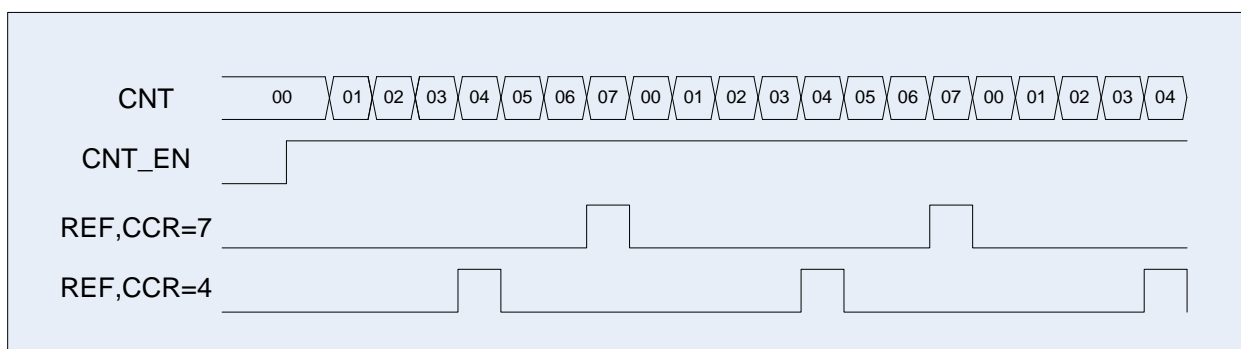 CNT 00 01 02 03 04 05 06 07 00 01 02 03 04 05 06 07 00 01 02 03 04
CNT_EN
REF,CCR=7
REF,CCR=4